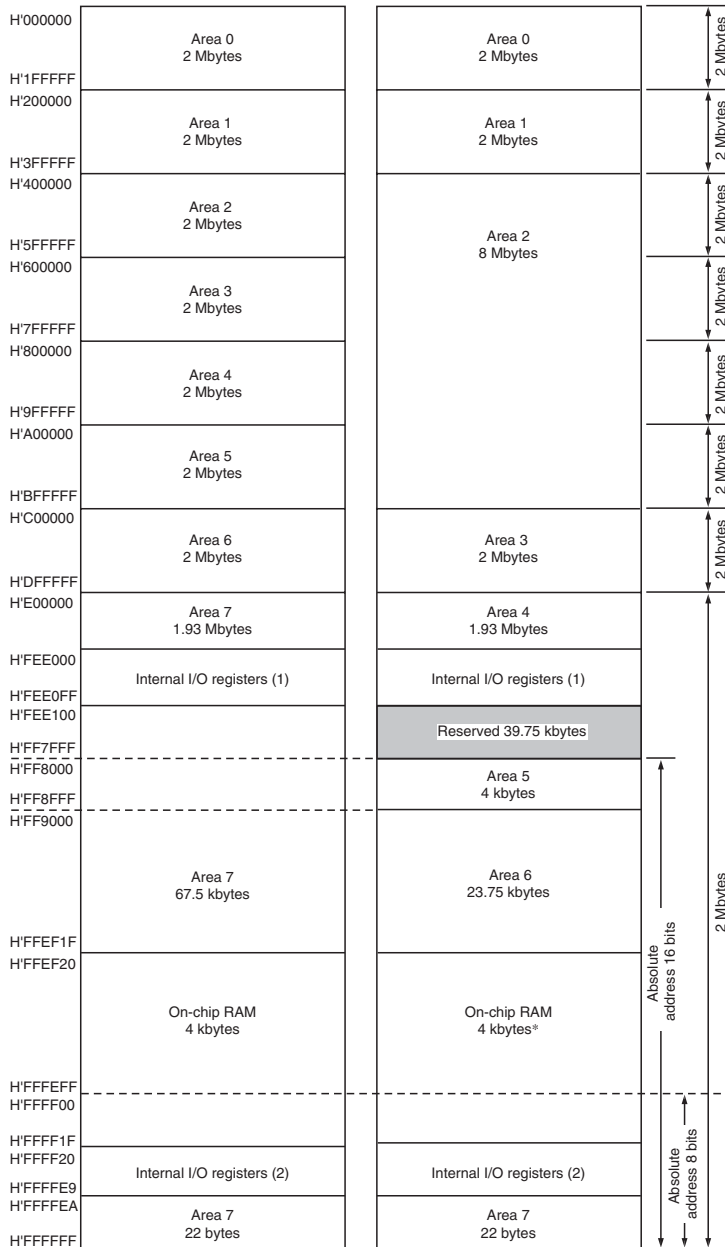 H'000000
H'1FFFFF
H'200000
H'3FFFFF
H'400000
H'5FFFFF
H'600000
H'7FFFFF
H'800000
H'9FFFFF
H'A00000
H'BFFFFF
H'C00000
H'DFFFFF
H'E00000
H'FEE000
H'FEE0FF
H'FEE100
H'FF7FFF
H'FF8000
H'FF8FFF
H'FF9000
H'FFEF1F
H'FFEF20
H'FFFEFF
H'FFFF00
H'FFFF1F
H'FFFF20
H'FFFFE9
H'FFFFEA
H'FFFFFF
Area 0
2 Mbytes
Area 1
2 Mbytes
Area 2
2 Mbytes
Area 3
2 Mbytes
Area 4
2 Mbytes
Area 5
2 Mbytes
Area 6
2 Mbytes
Area 7
1.93 Mbytes
Internal I/O registers (1)
Area 7
67.5 kbytes
On-chip RAM
4 kbytes
Internal I/O registers (2)
Area 7
22 bytes
Area 0
2 Mbytes
Area 1
2 Mbytes
Area 2
8 Mbytes
Area 3
2 Mbytes
Area 4
1.93 Mbytes
Internal I/O registers (1)
Reserved 39.75 kbytes
Area 5
4 kbytes
Area 6
23.75 kbytes
On-chip RAM
4 kbytes*
Internal I/O registers (2)
Area 7
22 bytes
2 Mbytes
2 Mbytes
2 Mbytes
2 Mbytes
2 Mbytes
2 Mbytes
2 Mbytes
2 Mbytes
Absolute
address 16 bits
Absolute
address 8 bits